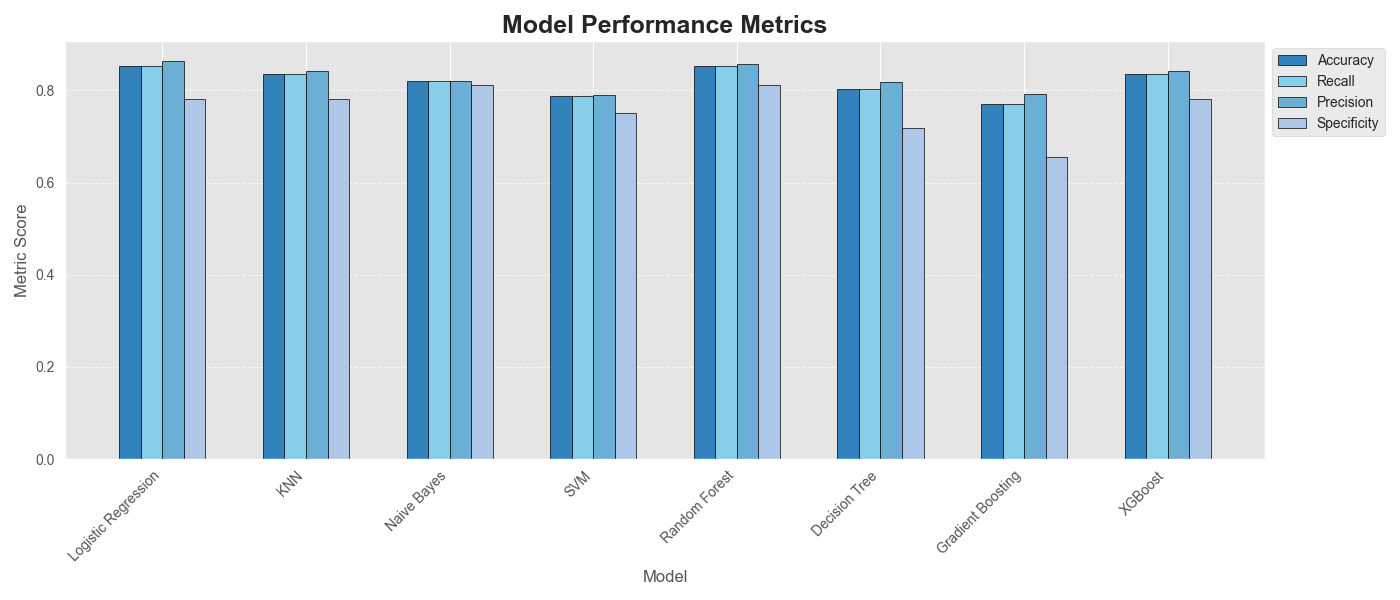 Model Performance Metrics
Accuracy
Recall
Precision
Specificity
Metric Score
0.8
0.6
0.4
0.2
0.0
Logistic Regression
KNN
Naive Bayes
SVM
Random Forest
Decision Tree
Gradient Boosting
XGBoost
Model